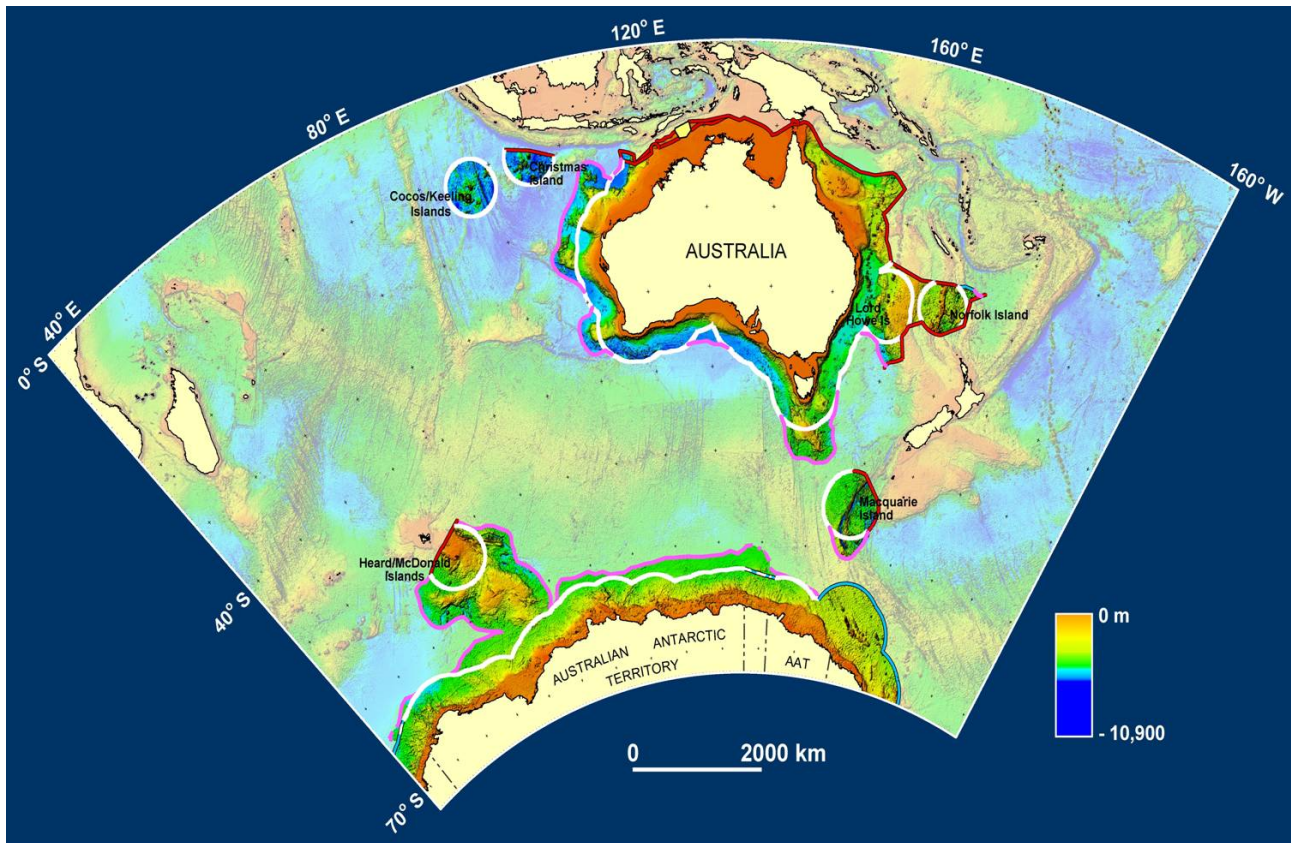 120° E
160° E
80° E
160° W
40° E
0° S
Christmas
Island
Cocos/Keeling
Islands
AUSTRALIA
Lord
Howe Is
Norfolk Island
Macquarie
Island
Heard/McDonald
Islands
40° S
AUSTRALIAN ANTARCTIC
TERRITORY
AAT
70° S
0 m
- 10,900
0 2000 km